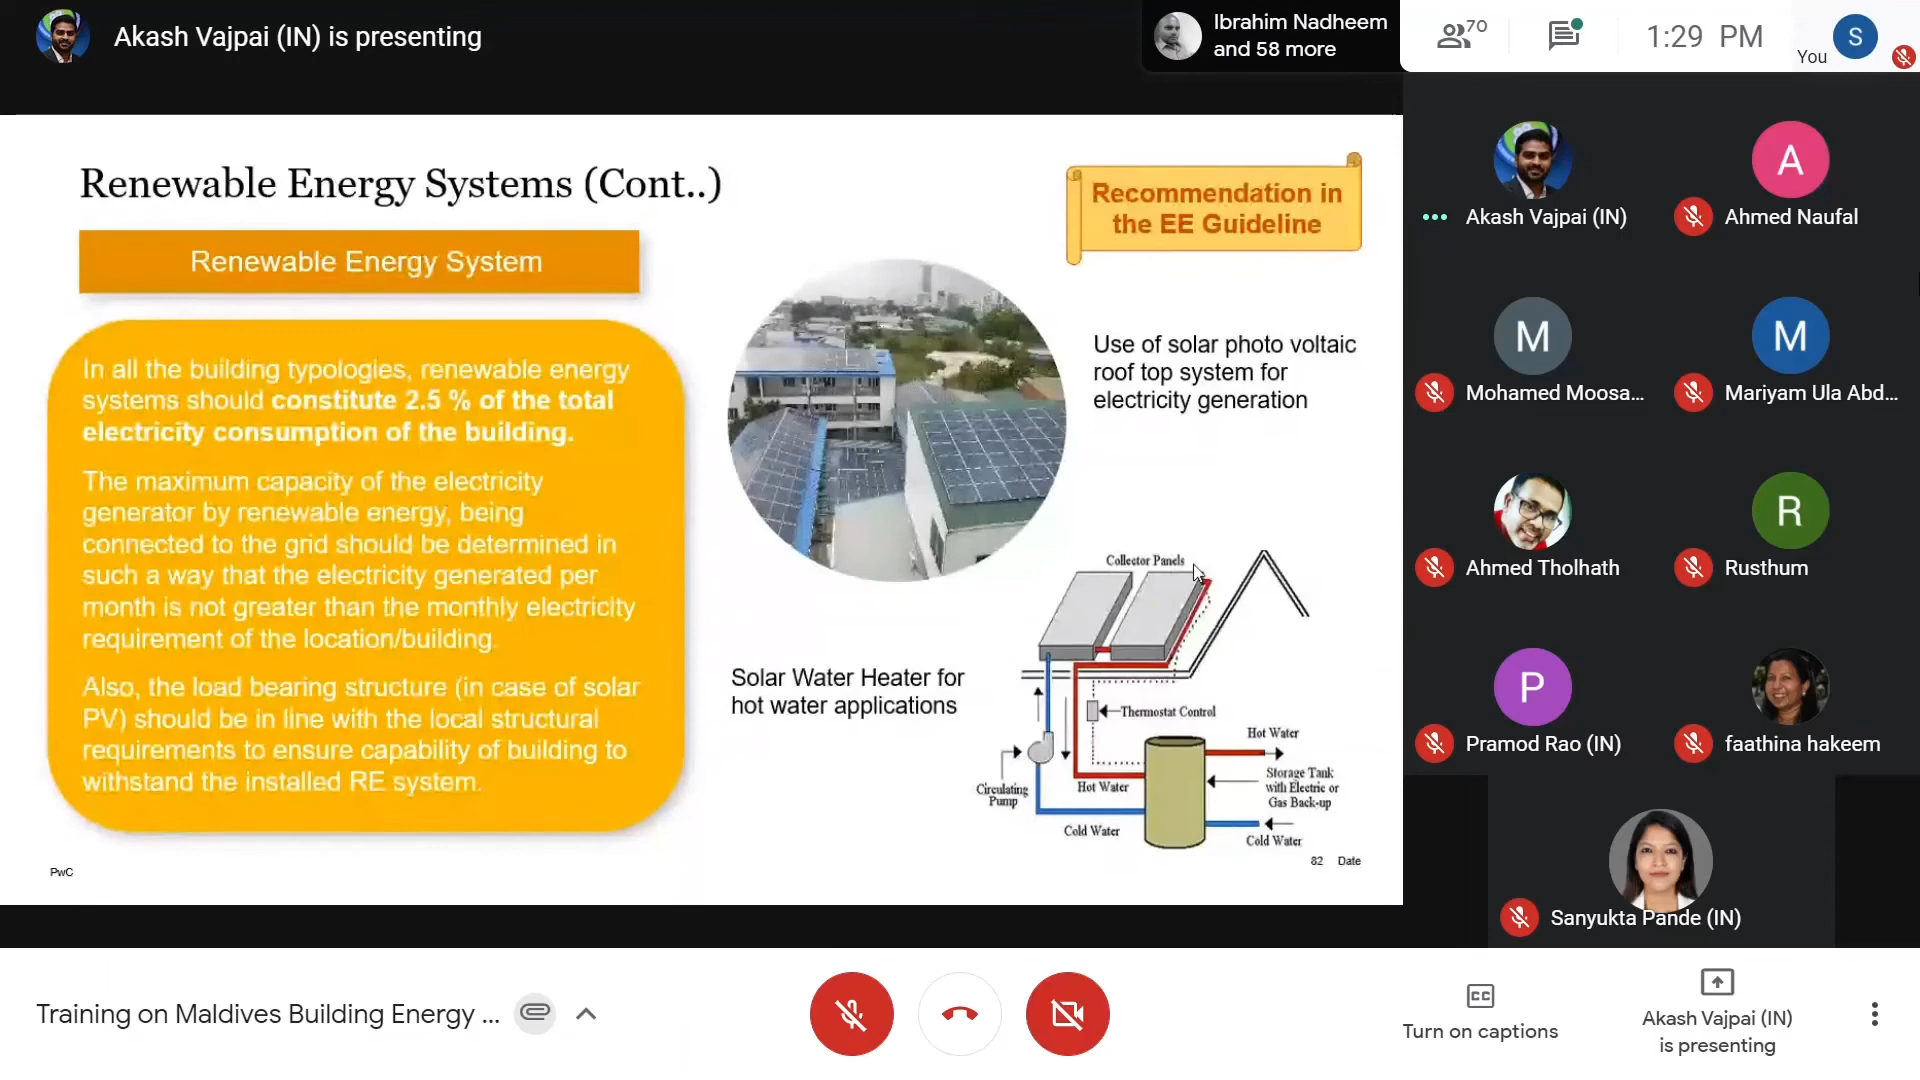 Akash Vajpai (IN) is presenting
Ibrahim Nadheem
and 58 more
70
1:29 PM
You
S
Renewable Energy Systems (Cont..)
Recommendation in
the EE Guideline
Renewable Energy System
In all the building typologies, renewable energy
systems should constitute 2.5 % of the total
electricity consumption of the building.
The maximum capacity of the electricity
generator by renewable energy, being
connected to the grid should be determined in
such a way that the electricity generated per
month is not greater than the monthly electricity
requirement of the location/building.
Also, the load bearing structure (in case of solar
PV) should be in line with the local structural
requirements to ensure capability of building to
withstand the installed RE system.
Use of solar photo voltaic
roof top system for
electricity generation
Solar Water Heater for
hot water applications
Collector Panels
Thermostat Control
Hot Water
Circulating
Pump
Hot Water
Storage Tank
with Electric or
Gas Back-up
Cold Water
Cold Water
PwC
82 Date
Akash Vajpai (IN)
A
Ahmed Naufal
M
Mohamed Moosa...
M
Mariyam Ula Abd...
Ahmed Tholhath
R
Rusthum
P
Pramod Rao (IN)
faathina hakeem
Sanyukta Pande (IN)
Training on Maldives Building Energy ...
CC
Turn on captions
Akash Vajpai (IN)
is presenting